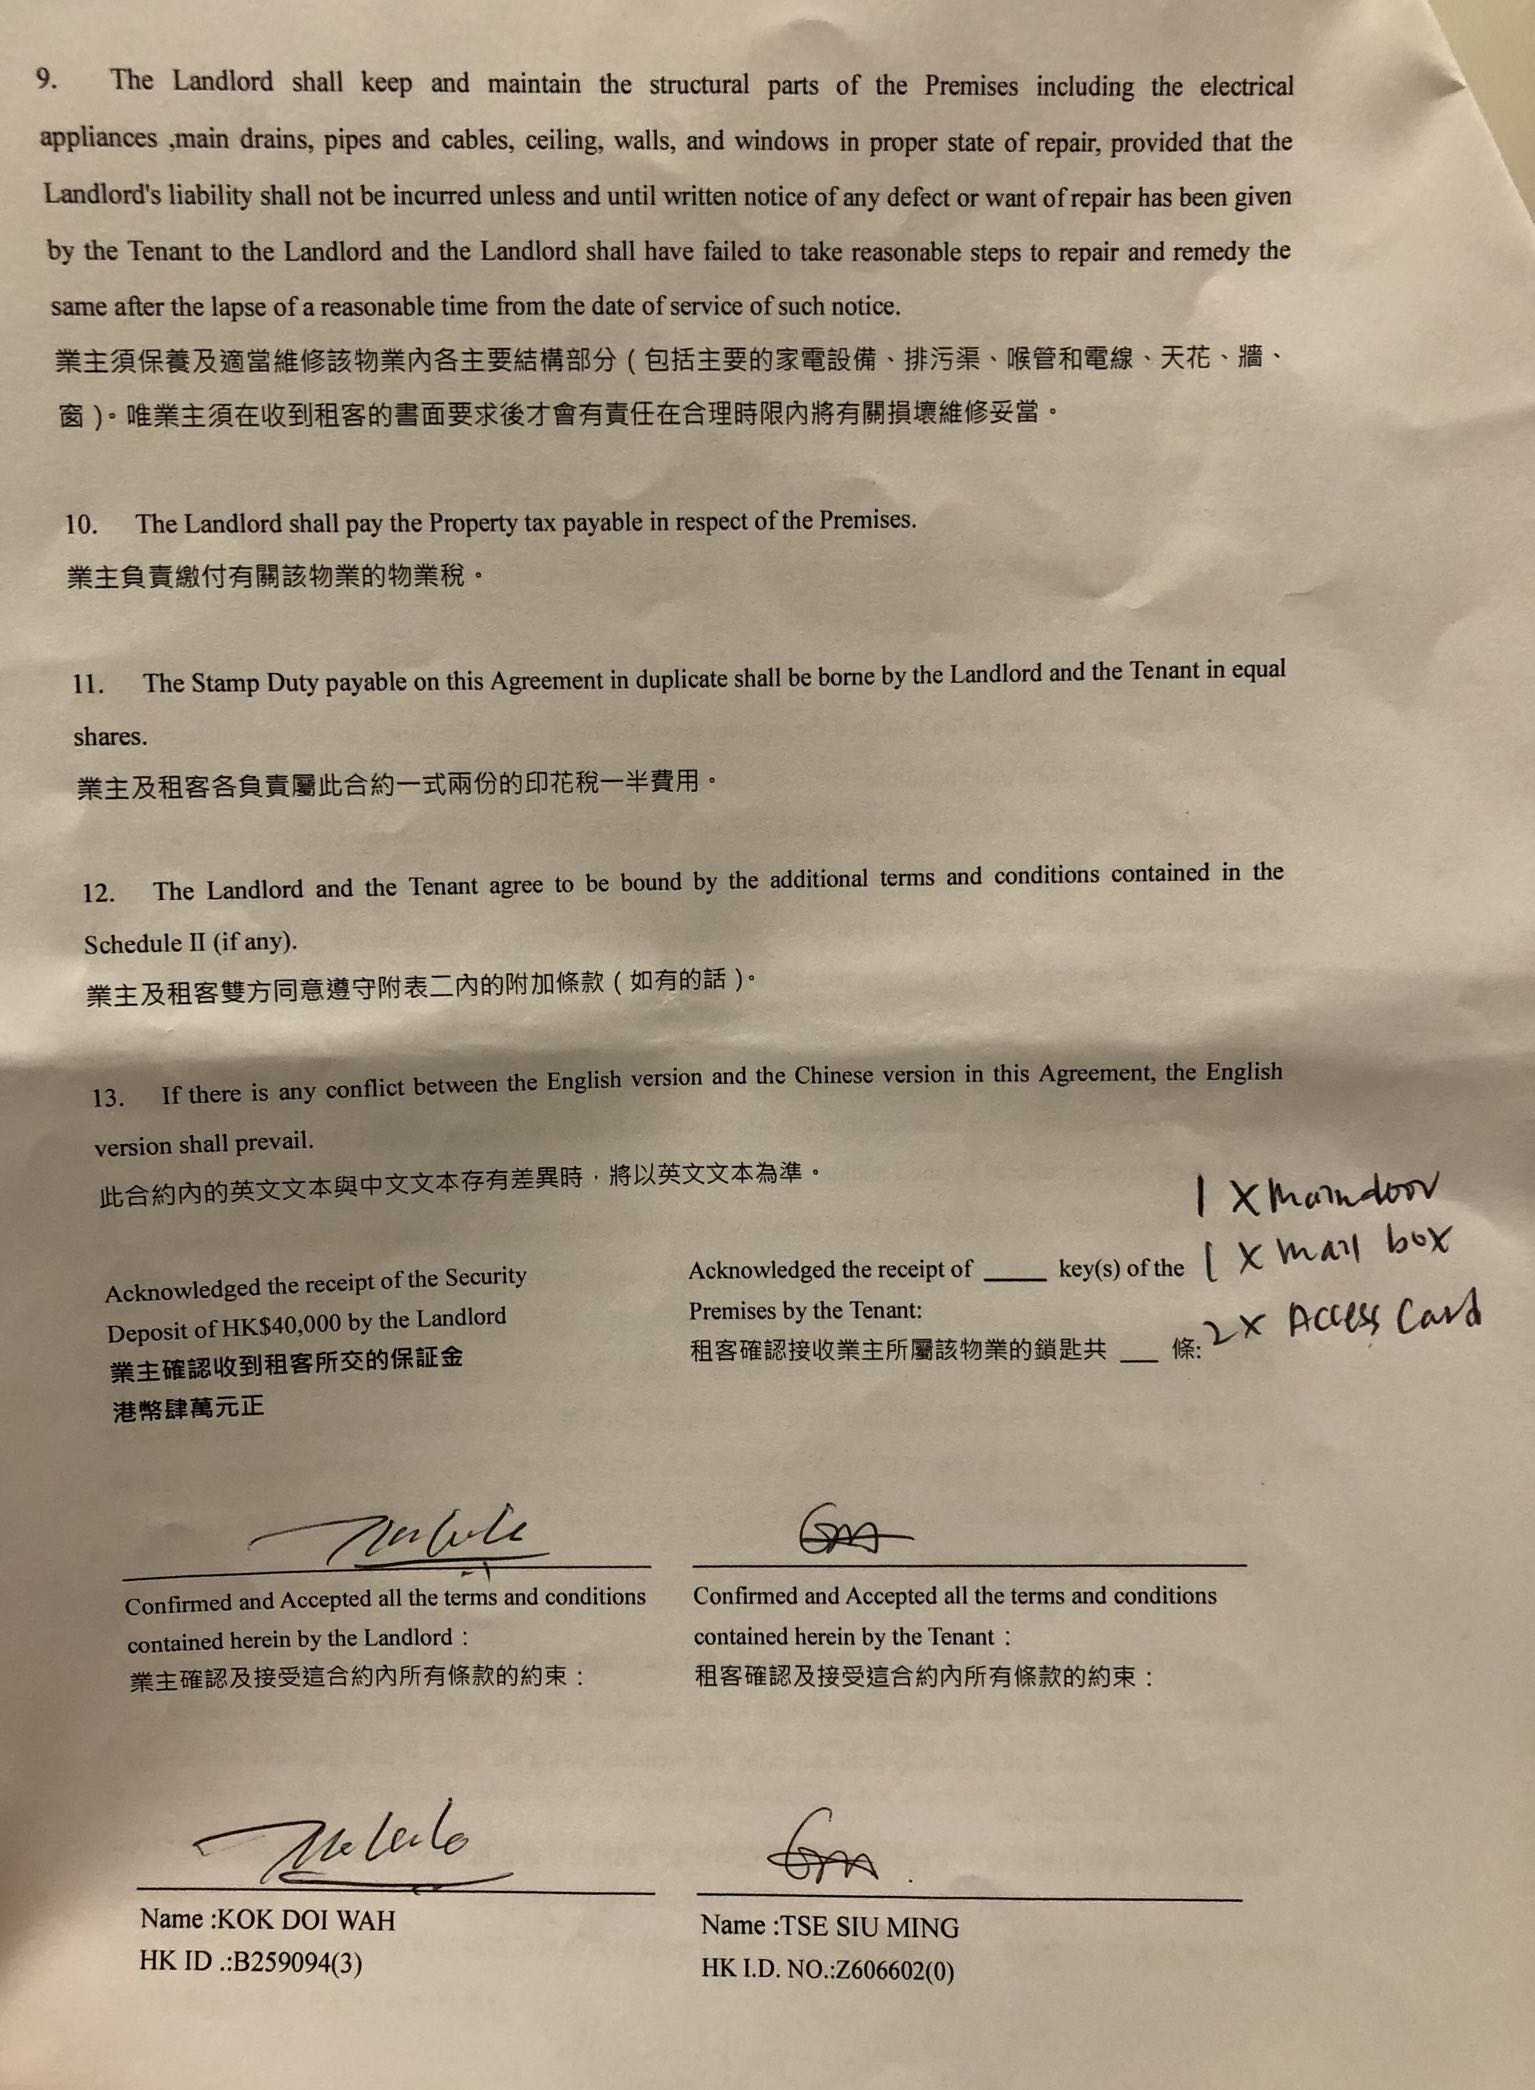 9. The Landlord shall keep and maintain the structural parts of the Premises including the electrical
appliances ,main drains, pipes and cables, ceiling, walls, and windows in proper state of repair, provided that the
Landlord's liability shall not be incurred unless and until written notice of any defect or want of repair has been given
by the Tenant to the Landlord and the Landlord shall have failed to take reasonable steps to repair and remedy the
same after the lapse of a reasonable time from the date of service of such notice.
業主須保養及適當維修該物業內各主要結構部分(包括主要的家電設備、排污渠、喉管和電線、天花、牆、
窗)。唯業主須在收到租客的書面要求後才會有責任在合理時限內將有關損壞維修妥當。
10. The Landlord shall pay the Property tax payable in respect of the Premises.
業主負責繳付有關該物業的物業稅。
11. The Stamp Duty payable on this Agreement in duplicate shall be borne by the Landlord and the Tenant in equal
shares.
業主及租客各負責屬此合約一式兩份的印花稅一半費用。
12. The Landlord and the Tenant agree to be bound by the additional terms and conditions contained in the
Schedule II (if any).
業主及租客雙方同意遵守附表二內的附加條款(如有的話)。
13. If there is any conflict between the English version and the Chinese version in this Agreement, the English
version shall prevail.
此合約內的英文文本與中文文本存有差異時,將以英文文本為準。
Acknowledged the receipt of the Security
Deposit of HK$40,000 by the Landlord
業主確認收到租客所交的保証金
港幣肆萬元正
Acknowledged the receipt of _____ key(s) of the
Premises by the Tenant:
租客確認接收業主所屬該物業的鎖匙共 ___ 條:
1 x Maindoor
1 x mail box
2x Access Card
Confirmed and Accepted all the terms and conditions
contained herein by the Landlord:
業主確認及接受這合約內所有條款的約束:
Confirmed and Accepted all the terms and conditions
contained herein by the Tenant:
租客確認及接受這合約內所有條款的約束:
Name :KOK DOI WAH
HK ID .:B259094(3)
Name :TSE SIU MING
HK I.D. NO.:Z606602(0)